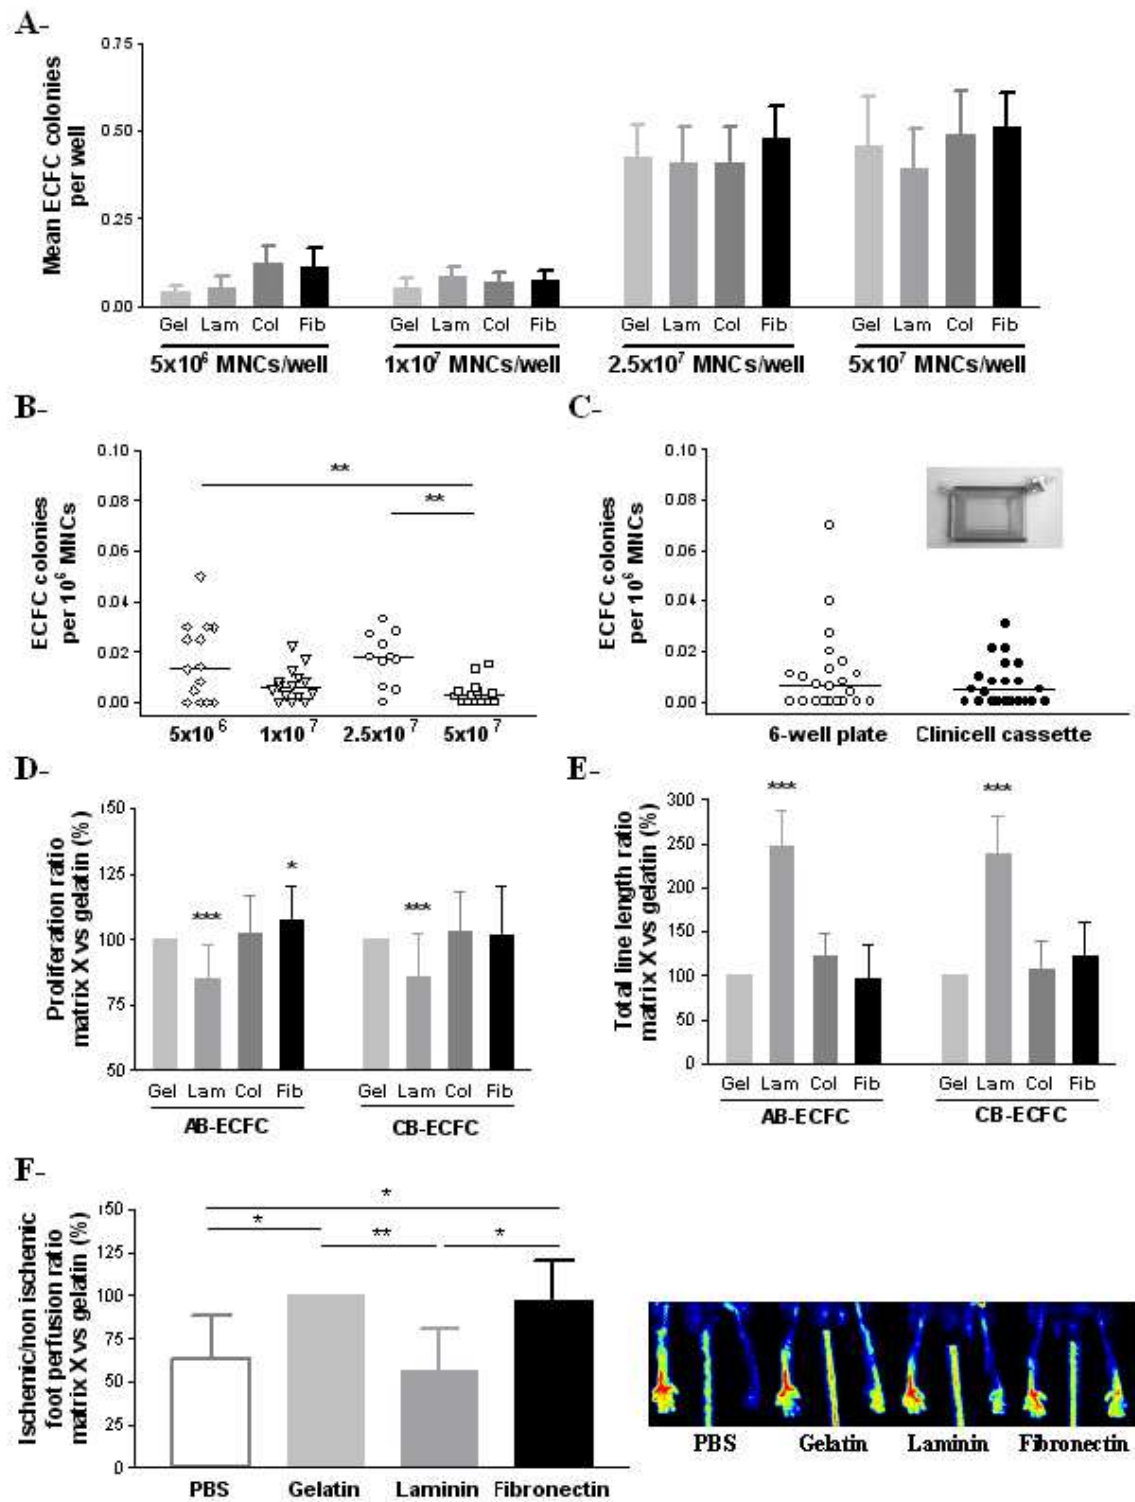 A-
Mean ECFC colonies
per well
0.75
0.50
0.25
0.00
Gel Lam Col Fib Gel Lam Col Fib Gel Lam Col Fib Gel Lam Col Fib
5x10⁶ MNCs/well 1x10⁷ MNCs/well 2.5x10⁷ MNCs/well 5x10⁷ MNCs/well
B-
ECFC colonies
per 10⁶ MNCs
0.10
0.08
0.06
0.04
0.02
0.00
**
**
5x10⁶ 1x10⁷ 2.5x10⁷ 5x10⁷
C-
ECFC colonies
per 10⁶ MNCs
0.10
0.08
0.06
0.04
0.02
0.00
6-well plate Clinicell cassette
D-
Proliferation ratio
matrix X vs gelatin (%)
150
125
100
75
50
*** * ***
Gel Lam Col Fib Gel Lam Col Fib
AB-ECFC CB-ECFC
E-
Total line length ratio
matrix X vs gelatin (%)
300
250
200
150
100
50
0
*** ***
Gel Lam Col Fib Gel Lam Col Fib
AB-ECFC CB-ECFC
F-
Ischemic/non ischemic
foot perfusion ratio
matrix X vs gelatin (%)
150
125
100
75
50
25
0
*
* ** *
PBS Gelatin Laminin Fibronectin
PBS Gelatin Laminin Fibronectin